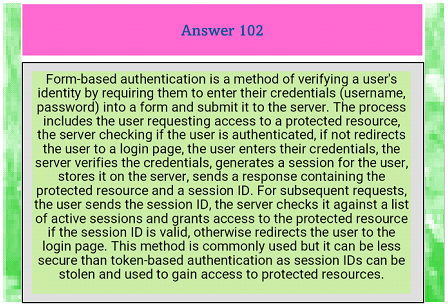 Answer 102
Form-based authentication is a method of verifying a user's
identity by requiring them to enter their credentials (username,
password) into a form and submit it to the server. The process
includes the user requesting access to a protected resource,
the server checking if the user is authenticated, if not redirects
the user to a login page, the user enters their credentials, the
server verifies the credentials, generates a session for the user,
stores it on the server, sends a response containing the
protected resource and a session ID. For subsequent requests,
the user sends the session ID, the server checks it against a list
of active sessions and grants access to the protected resource
if the session ID is valid, otherwise redirects the user to the
login page. This method is commonly used but it can be less
secure than token-based authentication as session IDs can be
stolen and used to gain access to protected resources.